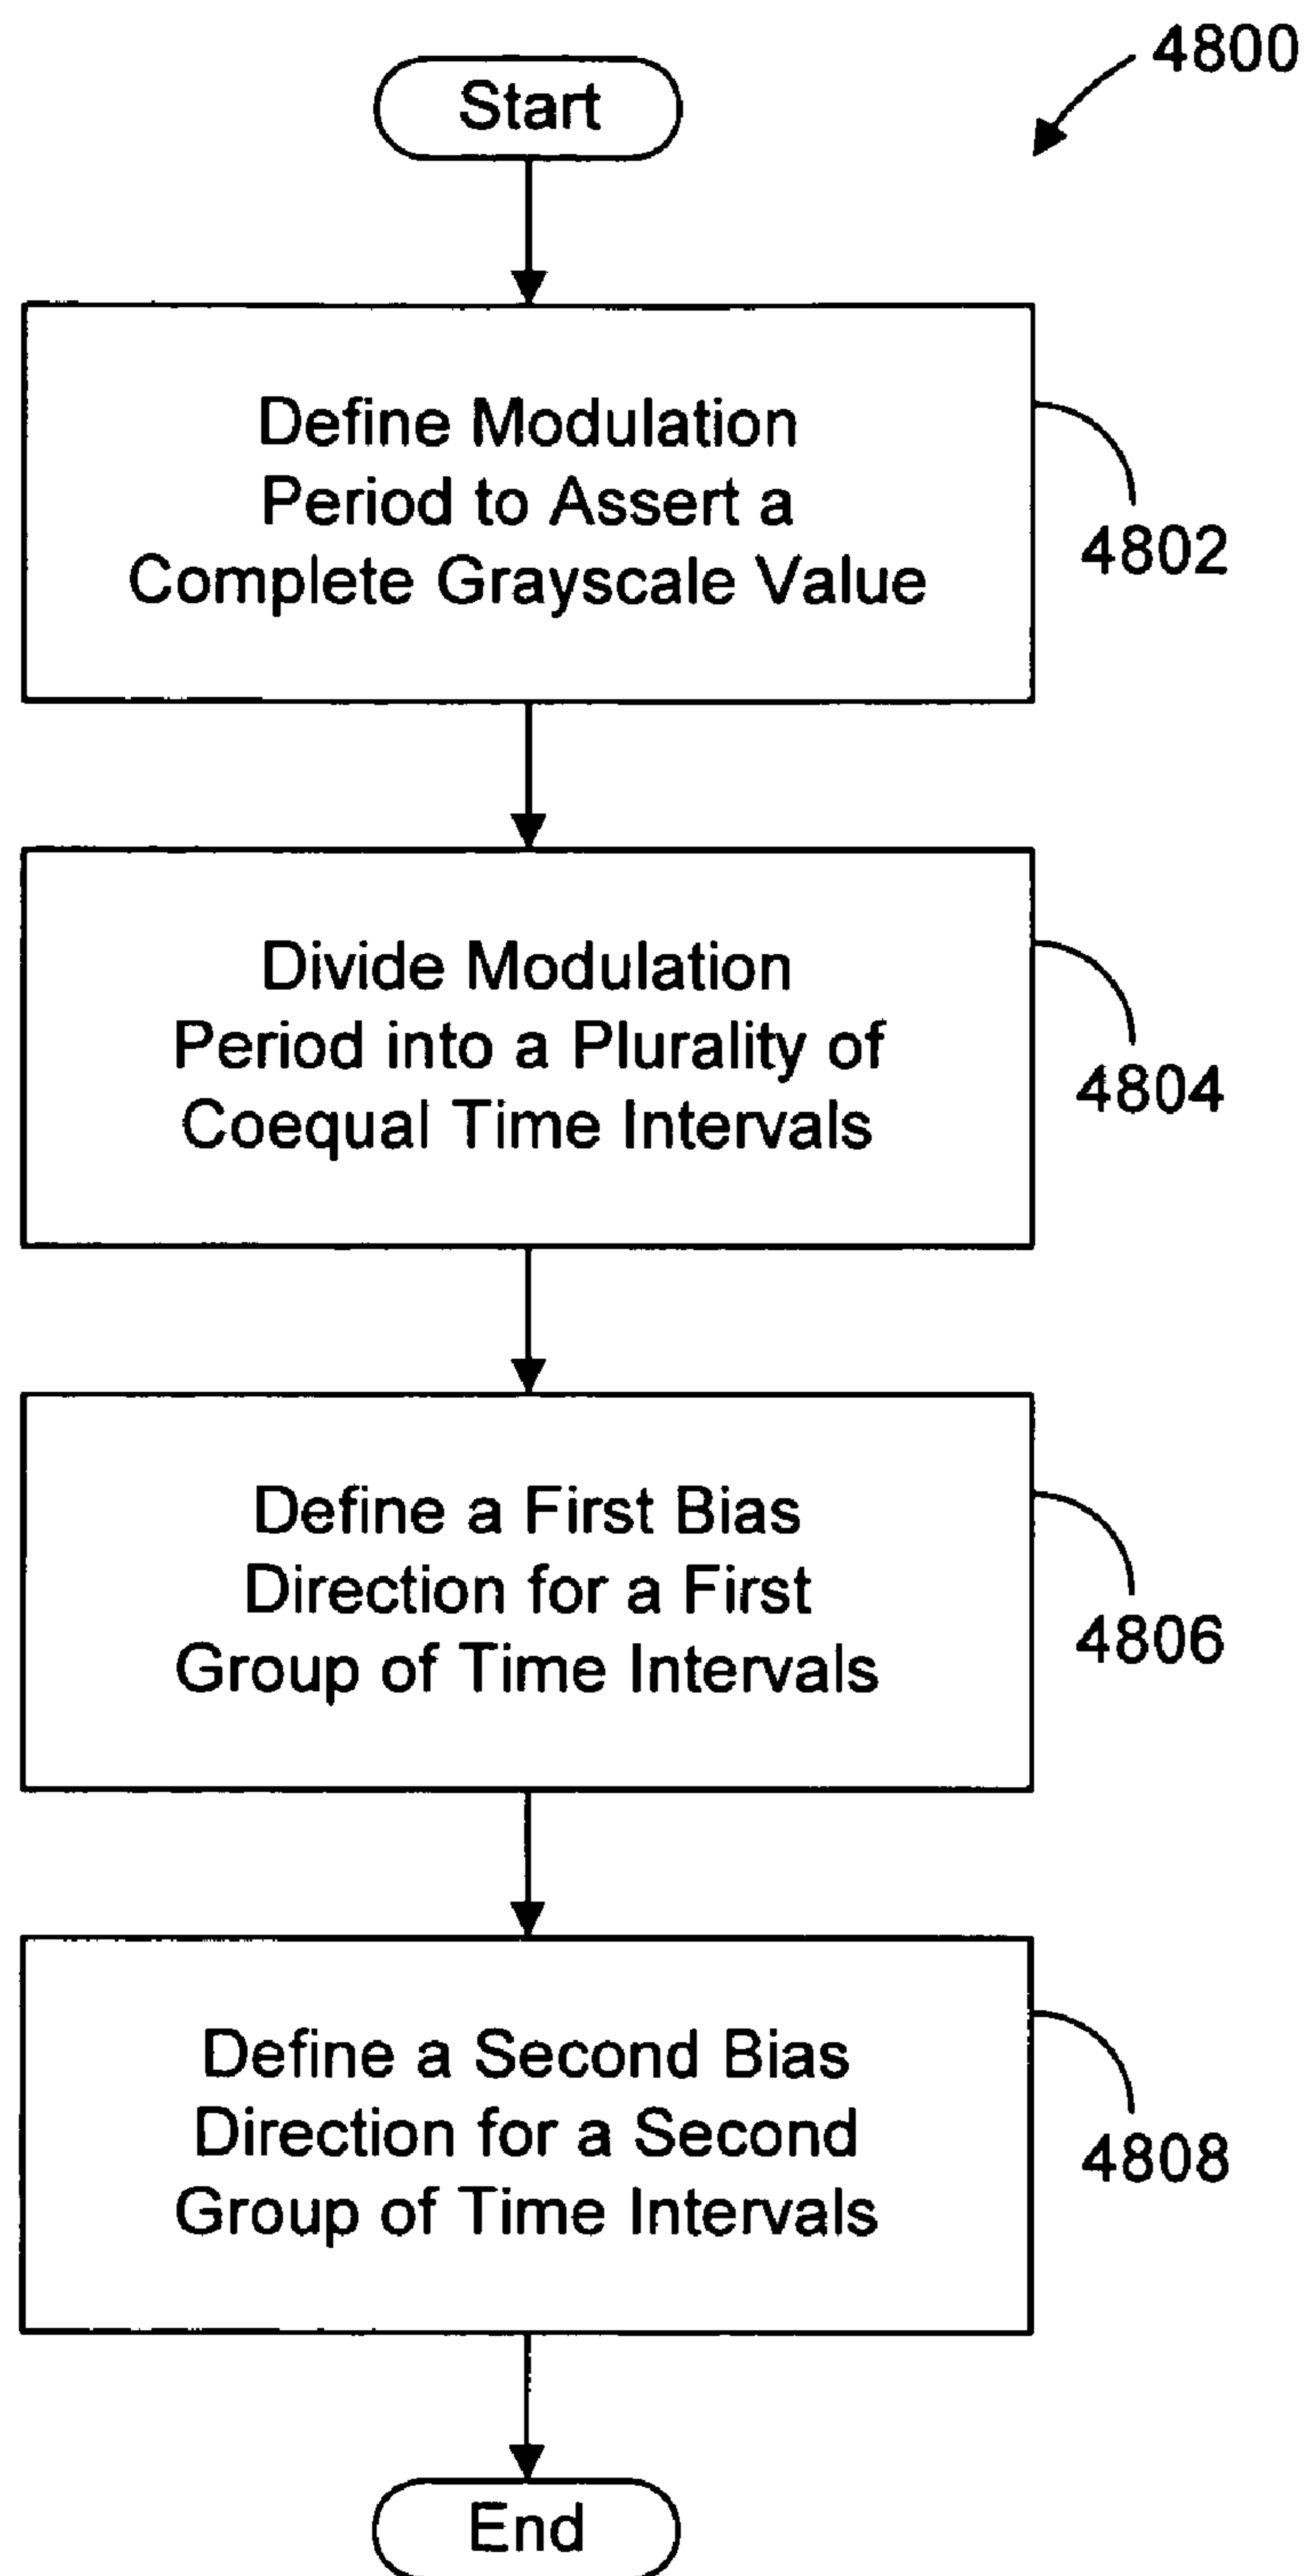 4800
Start
Define Modulation
Period to Assert a
Complete Grayscale Value
4802
Divide Modulation
Period into a Plurality of
Coequal Time Intervals
4804
Define a First Bias
Direction for a First
Group of Time Intervals
4806
Define a Second Bias
Direction for a Second
Group of Time Intervals
4808
End